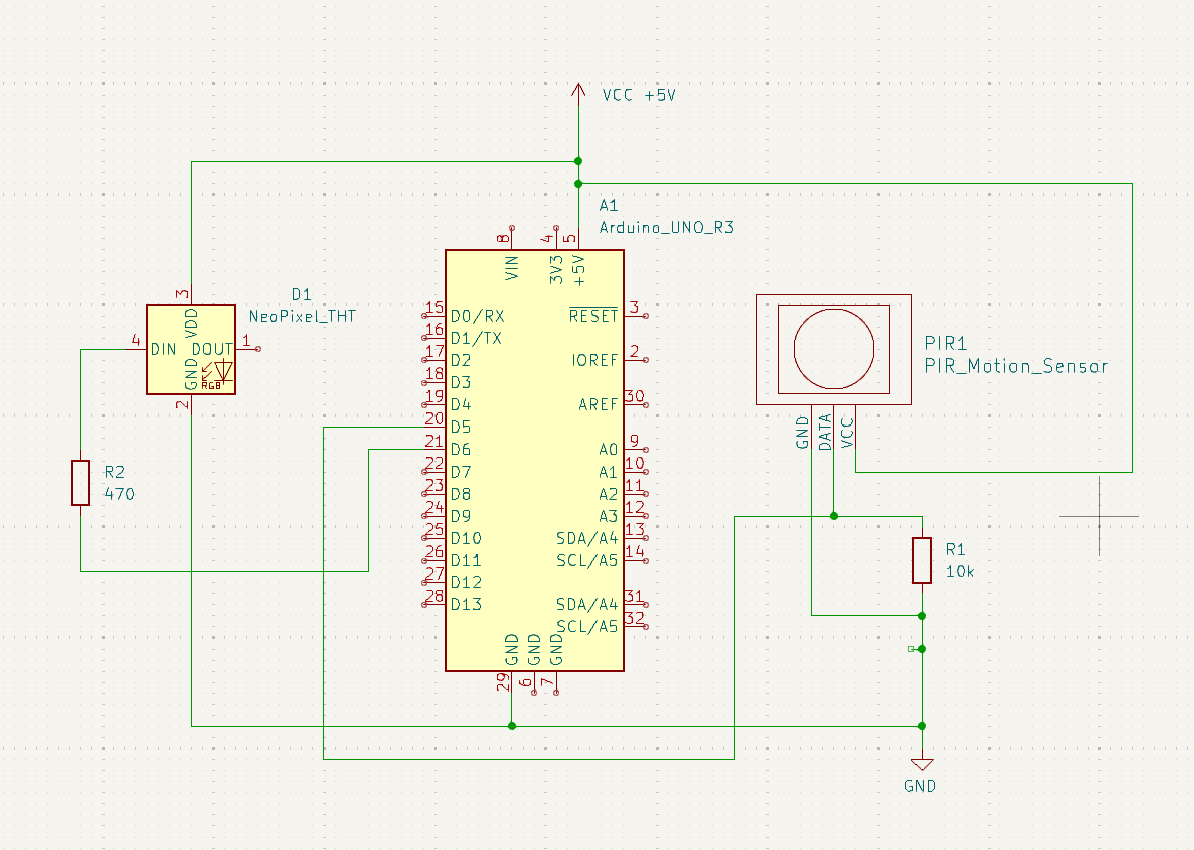 VCC +5V
A1
Arduino_UNO_R3
8
4
5
VIN
3V3
+5V
D1
NeoPixel_THT
3
VDD
4
DIN
DOUT
1
GND
RGB
2
R2
470
15
D0/RX
16
D1/TX
17
D2
18
D3
19
D4
20
D5
21
D6
22
D7
23
D8
24
D9
25
D10
26
D11
27
D12
28
D13
RESET
3
IOREF
2
AREF
30
A0
9
A1
10
A2
11
A3
12
SDA/A4
13
SCL/A5
14
SDA/A4
31
SCL/A5
32
GND
GND
GND
29
6
7
PIR1
PIR_Motion_Sensor
GND
DATA
VCC
R1
10k
GND